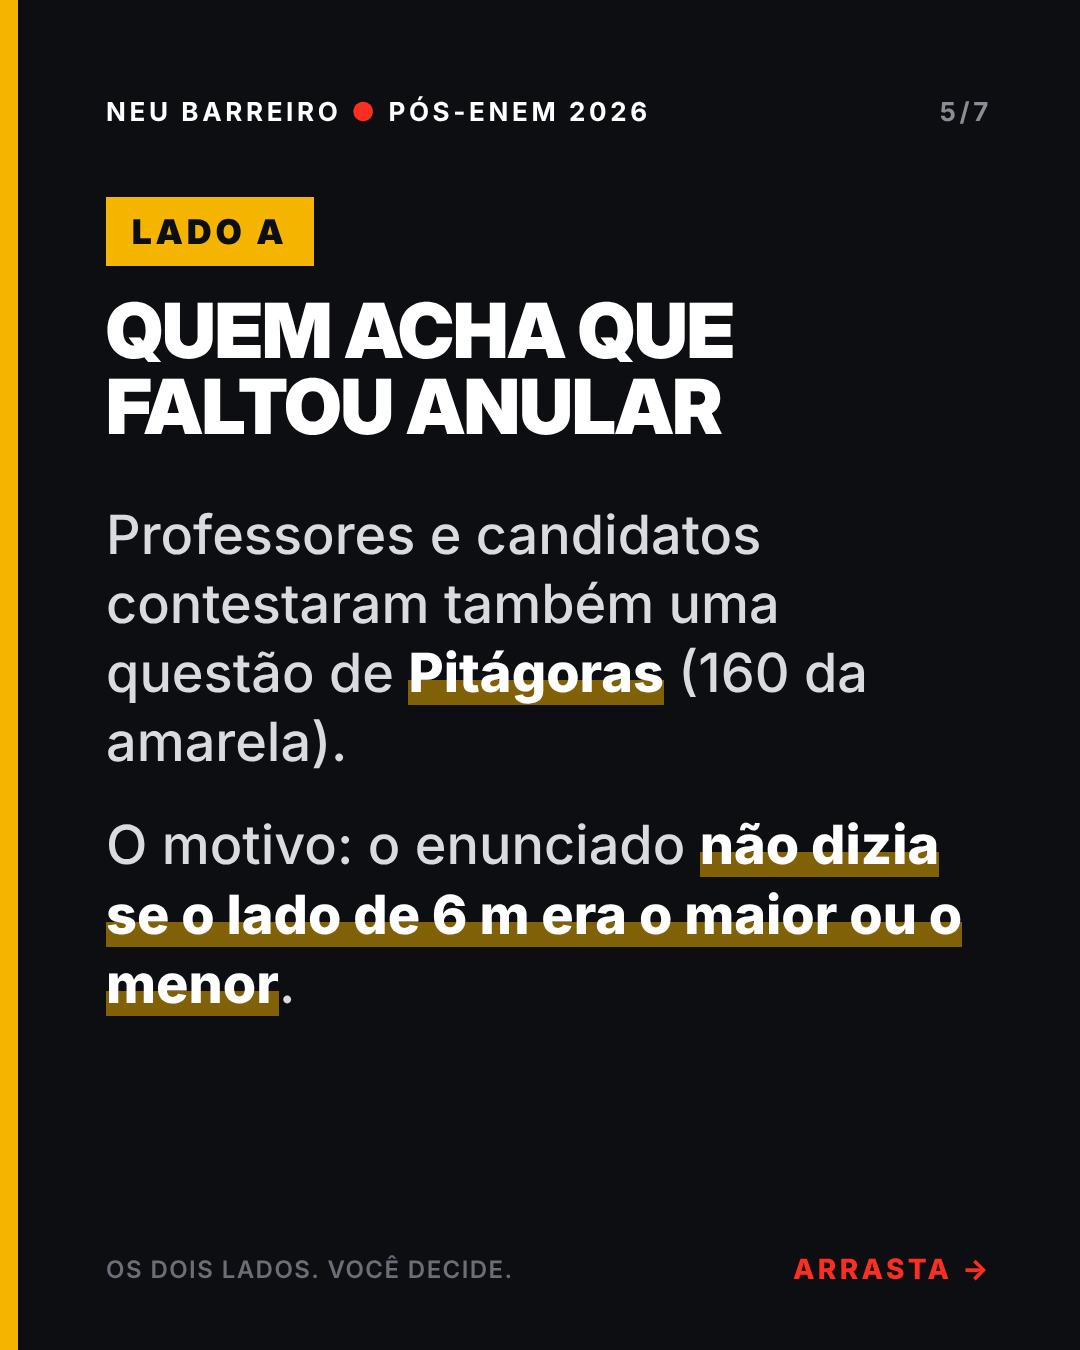 NEU BARREIRO ● PÓS-ENEM 2026
5/7
LADO A
QUEM ACHA QUE
FALTOU ANULAR
Professores e candidatos
contestaram também uma
questão de Pitágoras (160 da
amarela).
O motivo: o enunciado não dizia
se o lado de 6 m era o maior ou o
menor.
OS DOIS LADOS. VOCÊ DECIDE.
ARRASTA →